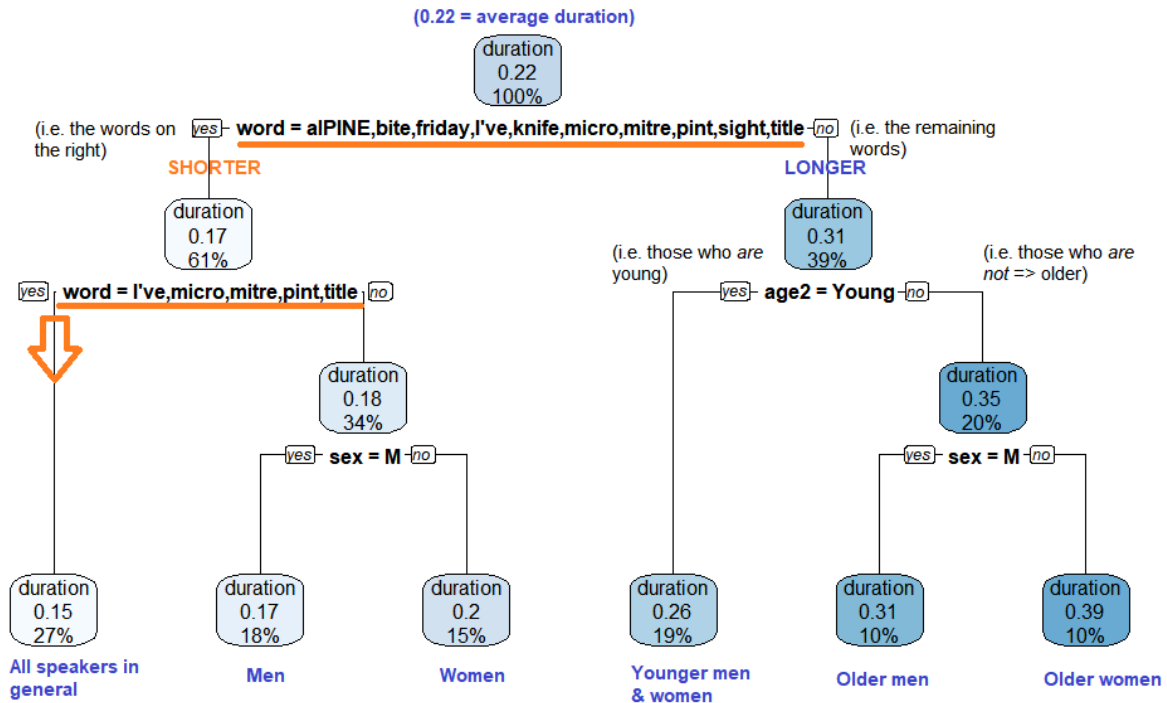 (0.22 = average duration)
duration
0.22
100%
(i.e. the words on
the right)
yes
word = alPINE,bite,friday,I've,knife,micro,mitre,pint,sight,title
no
(i.e. the remaining
words)
SHORTER
LONGER
duration
0.17
61%
duration
0.31
39%
(i.e. those who are
young)
(i.e. those who are
not => older)
yes
word = I've,micro,mitre,pint,title
no
yes
age2 = Young
no
duration
0.18
34%
duration
0.35
20%
yes
sex = M
no
yes
sex = M
no
duration
0.15
27%
duration
0.17
18%
duration
0.2
15%
duration
0.26
19%
duration
0.31
10%
duration
0.39
10%
All speakers in
general
Men
Women
Younger men
& women
Older men
Older women